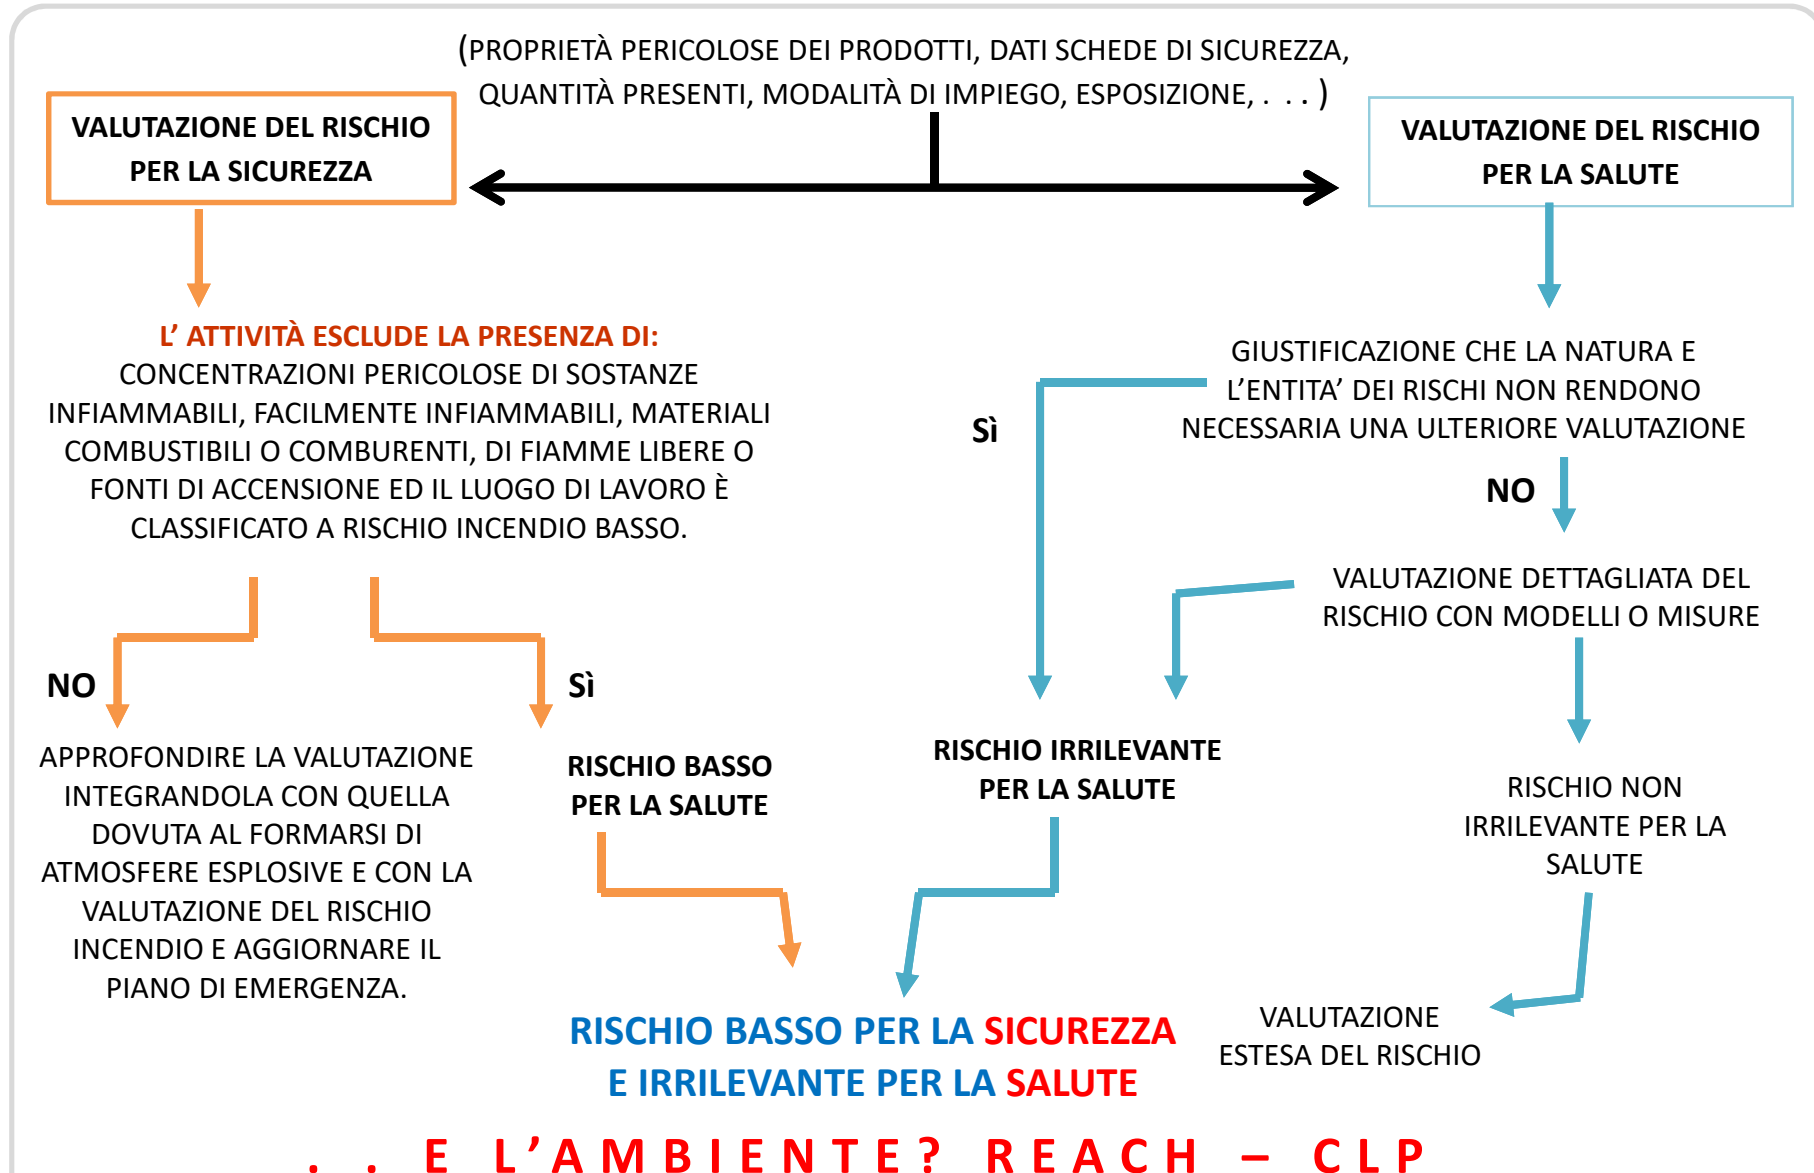 (PROPRIETÀ PERICOLOSE DEI PRODOTTI, DATI SCHEDE DI SICUREZZA,
QUANTITÀ PRESENTI, MODALITÀ DI IMPIEGO, ESPOSIZIONE, . . . )
VALUTAZIONE DEL RISCHIO
PER LA SICUREZZA
VALUTAZIONE DEL RISCHIO
PER LA SALUTE
L’ ATTIVITÀ ESCLUDE LA PRESENZA DI:
CONCENTRAZIONI PERICOLOSE DI SOSTANZE
INFIAMMABILI, FACILMENTE INFIAMMABILI, MATERIALI
COMBUSTIBILI O COMBURENTI, DI FIAMME LIBERE O
FONTI DI ACCENSIONE ED IL LUOGO DI LAVORO È
CLASSIFICATO A RISCHIO INCENDIO BASSO.
GIUSTIFICAZIONE CHE LA NATURA E
L’ENTITA’ DEI RISCHI NON RENDONO
NECESSARIA UNA ULTERIORE VALUTAZIONE
Sì
NO
VALUTAZIONE DETTAGLIATA DEL
RISCHIO CON MODELLI O MISURE
NO
Sì
APPROFONDIRE LA VALUTAZIONE
INTEGRANDOLA CON QUELLA
DOVUTA AL FORMARSI DI
ATMOSFERE ESPLOSIVE E CON LA
VALUTAZIONE DEL RISCHIO
INCENDIO E AGGIORNARE IL
PIANO DI EMERGENZA.
RISCHIO BASSO
PER LA SALUTE
RISCHIO IRRILEVANTE
PER LA SALUTE
RISCHIO NON
IRRILEVANTE PER LA
SALUTE
RISCHIO BASSO PER LA SICUREZZA
E IRRILEVANTE PER LA SALUTE
VALUTAZIONE
ESTESA DEL RISCHIO
. . E L’AMBIENTE? REACH – CLP